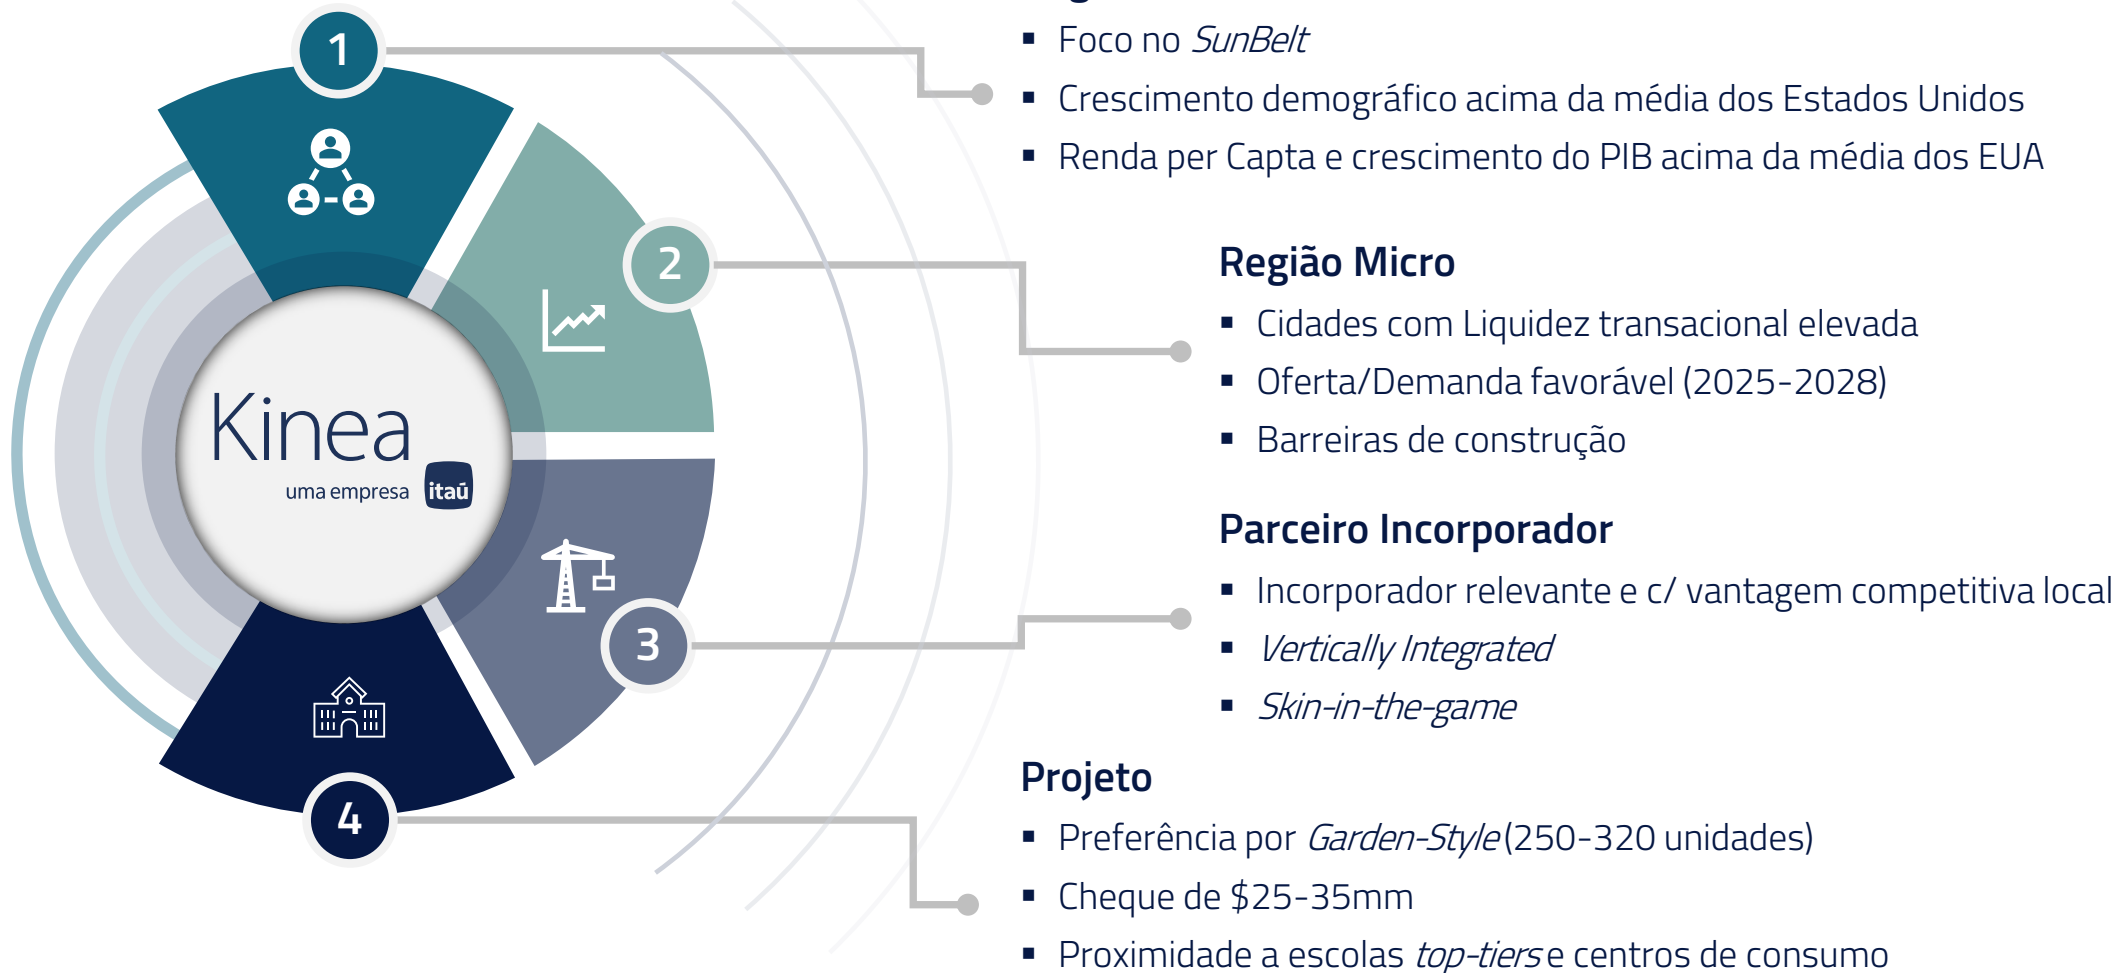 1
Foco no SunBelt
Crescimento demográfico acima da média dos Estados Unidos
Renda per Capta e crescimento do PIB acima da média dos EUA
2
Região Micro
Cidades com Liquidez transacional elevada
Oferta/Demanda favorável (2025-2028)
Barreiras de construção
Kinea
uma empresa itaú
3
Parceiro Incorporador
Incorporador relevante e c/ vantagem competitiva local
Vertically Integrated
Skin-in-the-game
4
Projeto
Preferência por Garden-Style (250-320 unidades)
Cheque de $25-35mm
Proximidade a escolas top-tiers e centros de consumo